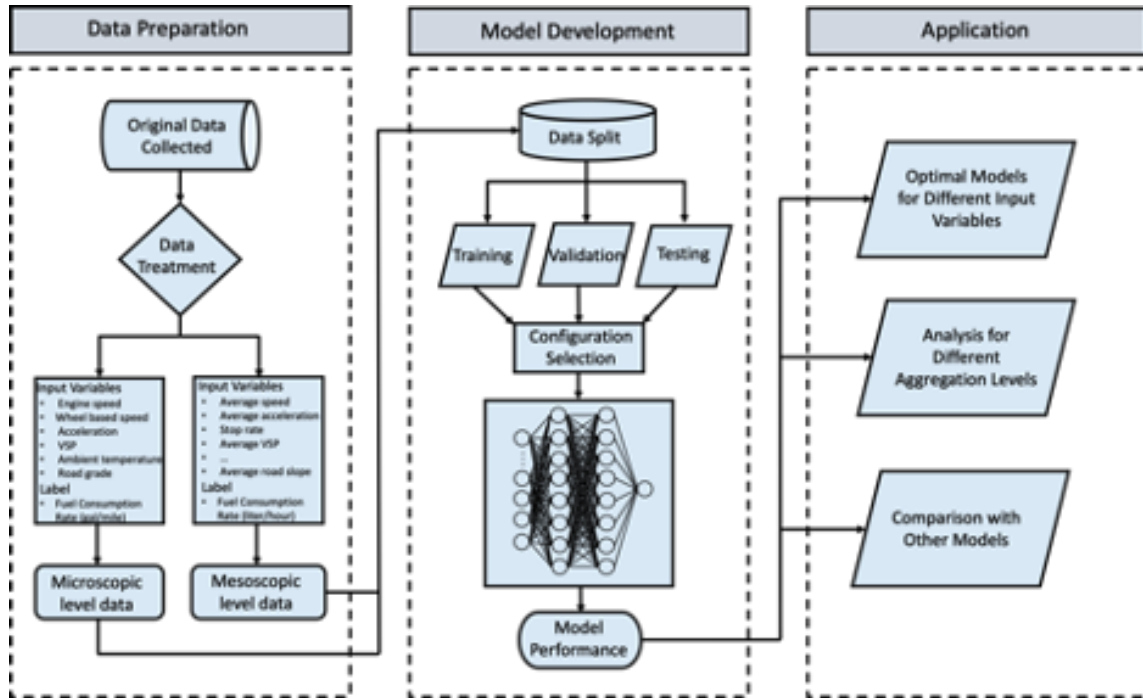 Data Preparation
Original Data
Collected
Data
Treatment
Input Variables
Engine speed
Wheel based speed
Acceleration
VSP
Ambient temperature
Road grade
Label
Fuel Consumption
Rate (gal/mile)
Input Variables
Average speed
Average acceleration
Stop rate
Average VSP
...
Average road slope
Label
Fuel Consumption
Rate (liter/hour)
Microscopic
level data
Mesoscopic
level data
Model Development
Data Split
Training
Validation
Testing
Configuration
Selection
Model
Performance
Application
Optimal Models
for Different Input
Variables
Analysis for
Different
Aggregation Levels
Comparison with
Other Models